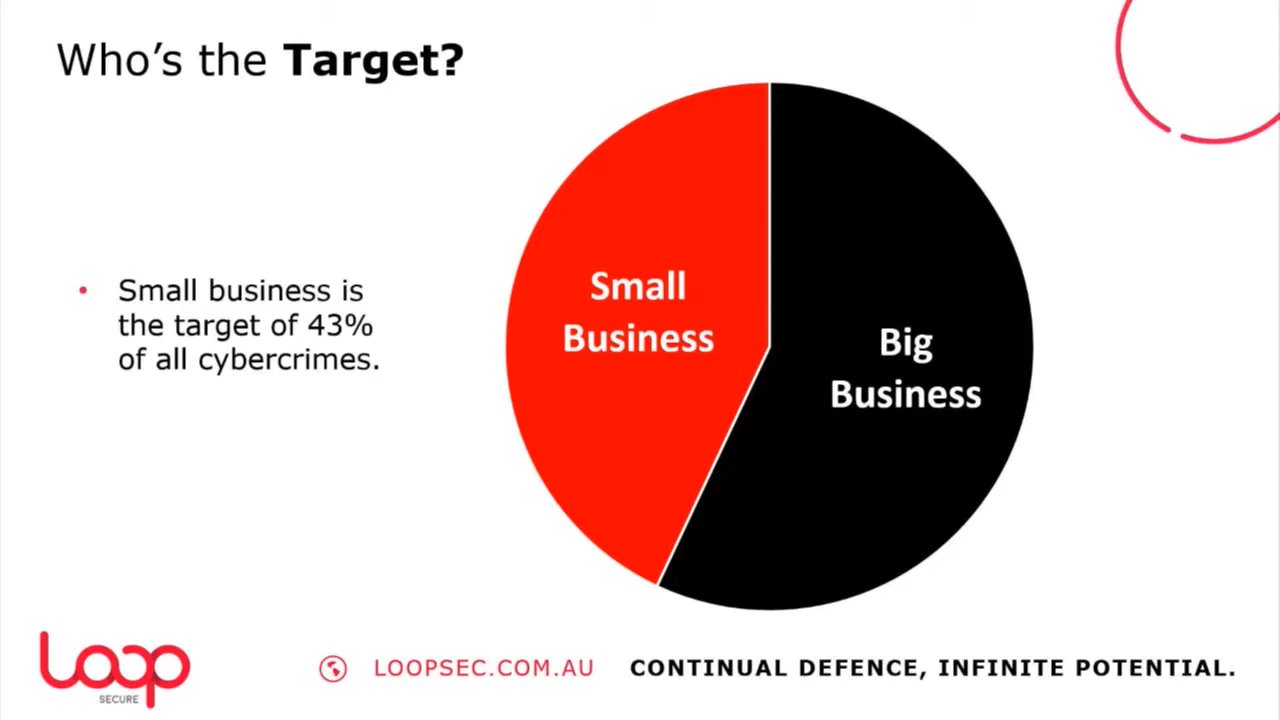 Who's the Target?
Small
Business
Big
Business
• Small business is
the target of 43%
of all cybercrimes.
Loop
SECURE
LOOPSEC.COM.AU
CONTINUAL DEFENCE, INFINITE POTENTIAL.